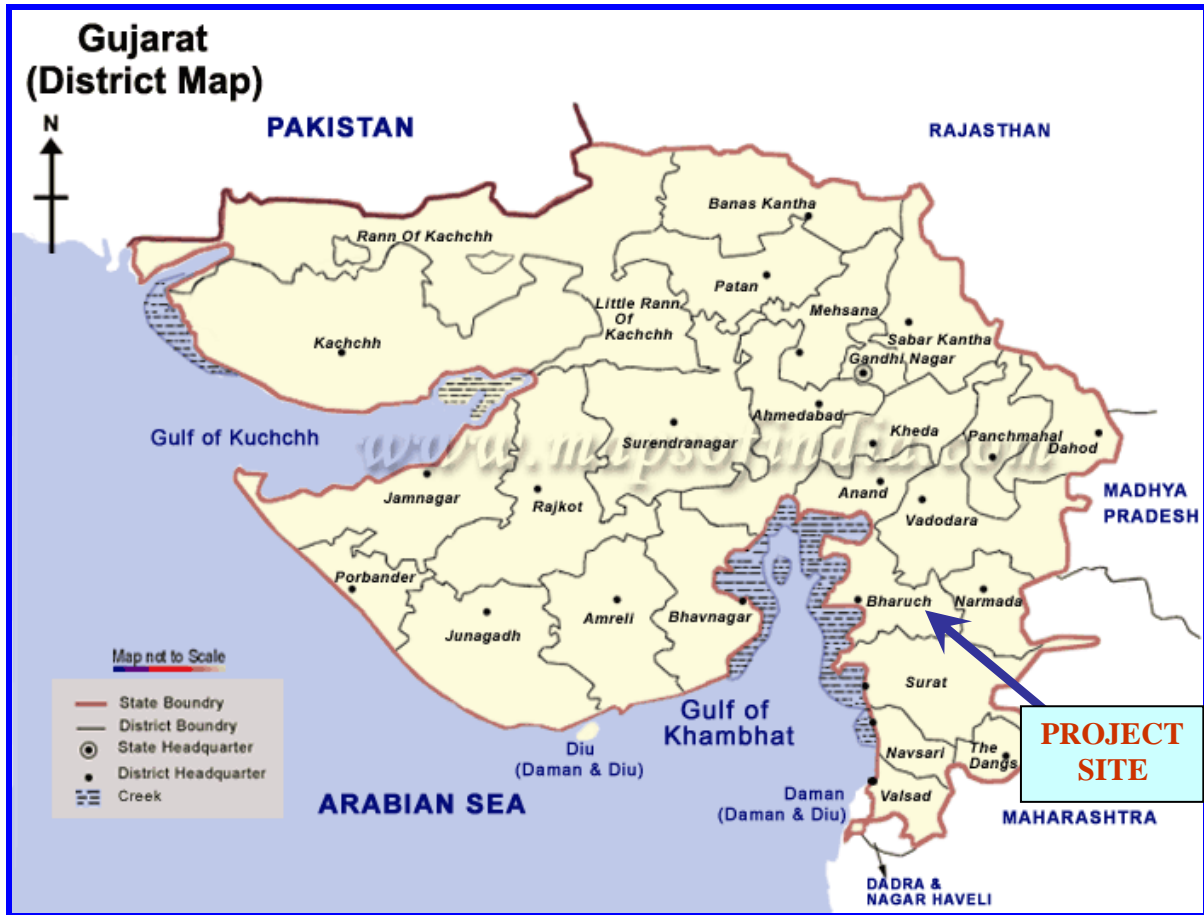 Gujarat
(District Map)
N
PAKISTAN
RAJASTHAN
Banas Kantha
Rann Of Kachchh
Patan
Little Rann
Of
Kachchh
Mehsana
Sabar Kantha
Kachchh
Gandhi Nagar
Ahmedabad
Gulf of Kuchchh
Surendranagar
Kheda
Panchmahal
Dahod
www.mapsofindia.com
Jamnagar
Rajkot
Anand
Vadodara
MADHYA
PRADESH
Porbander
Junagadh
Amreli
Bhavnagar
Bharuch
Narmada
Map not to Scale
State Boundry
District Boundry
State Headquarter
District Headquarter
Creek
Surat
Gulf of
Khambhat
PROJECT
SITE
Diu
(Daman & Diu)
Navsari
The
Dangs
ARABIAN SEA
Daman
(Daman & Diu)
Valsad
MAHARASHTRA
DADRA &
NAGAR HAVELI